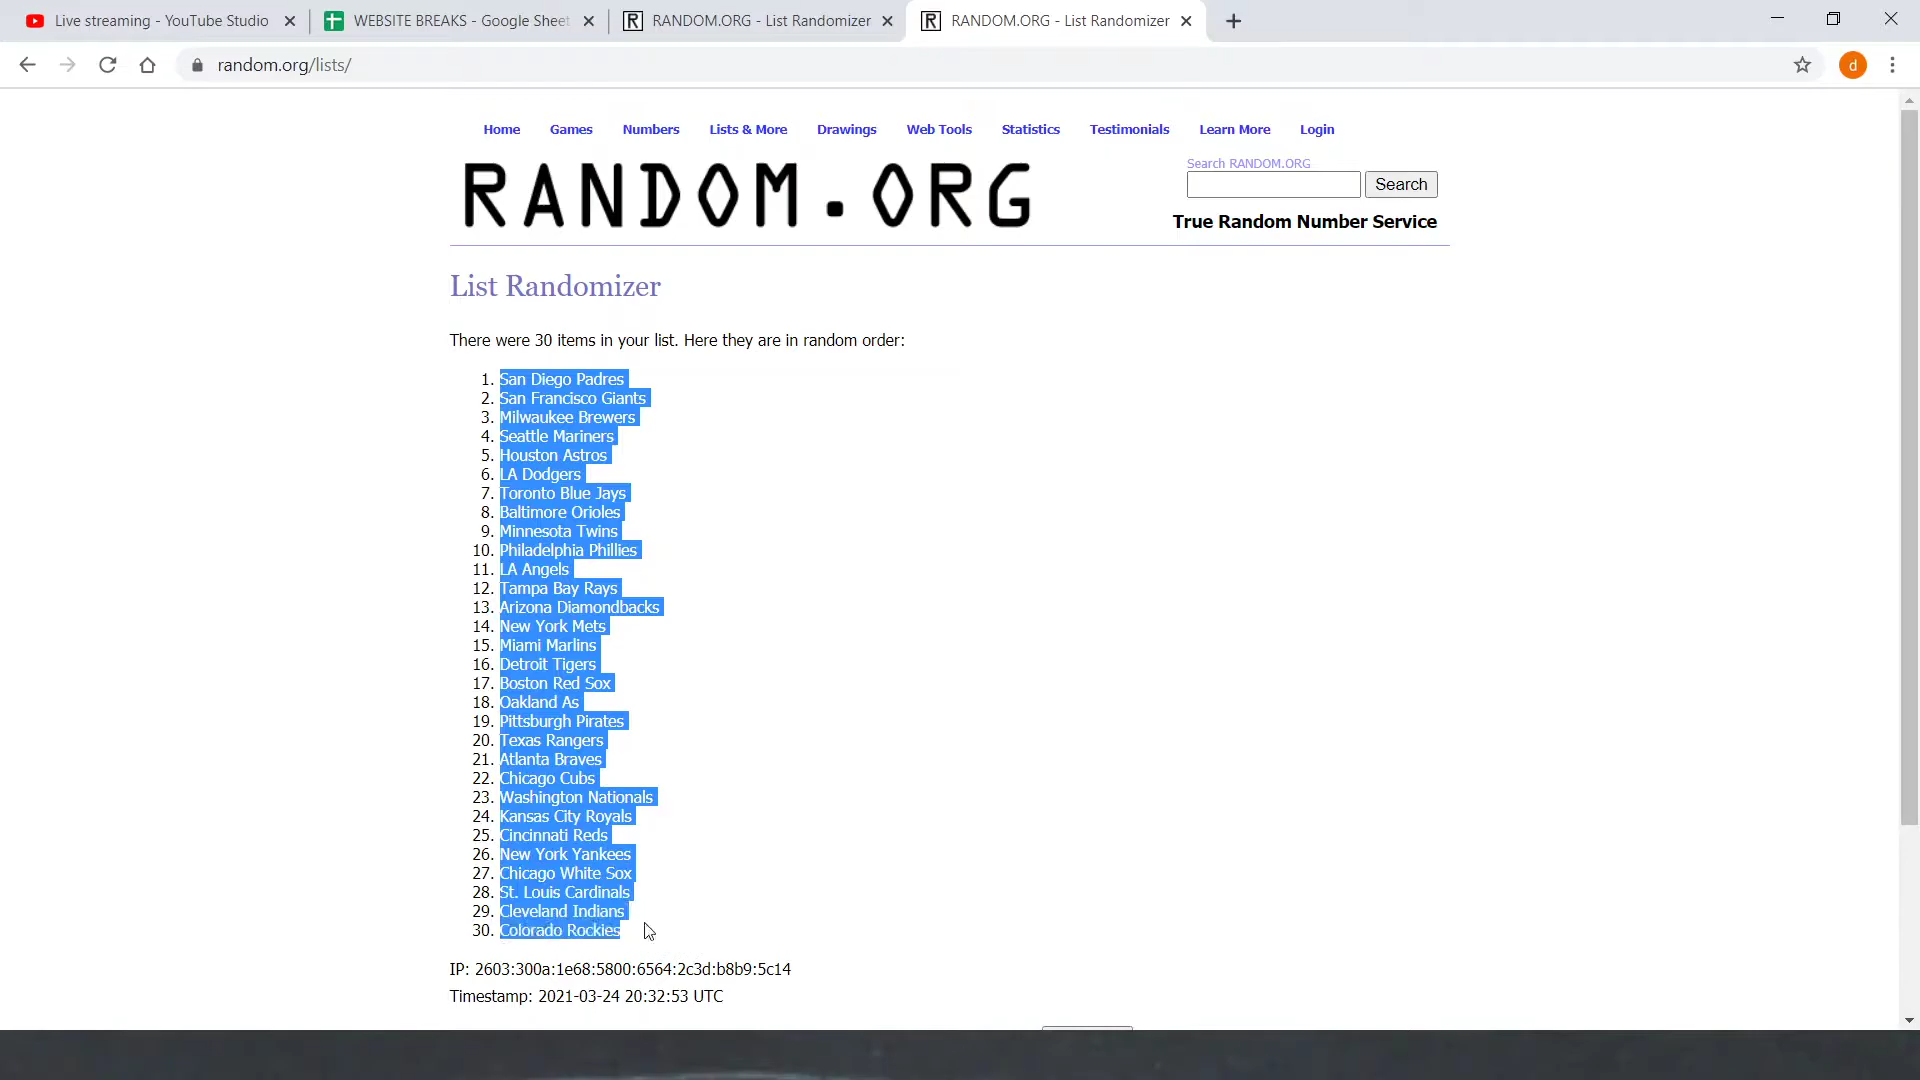 Live streaming - YouTube Studio
WEBSITE BREAKS - Google Sheet
RANDOM.ORG - List Randomizer
RANDOM.ORG - List Randomizer
random.org/lists/
d
Home Games Numbers Lists & More Drawings Web Tools Statistics Testimonials Learn More Login
RANDOM.ORG
Search RANDOM.ORG
Search
True Random Number Service
List Randomizer
There were 30 items in your list. Here they are in random order:
1. San Diego Padres
2. San Francisco Giants
3. Milwaukee Brewers
4. Seattle Mariners
5. Houston Astros
6. LA Dodgers
7. Toronto Blue Jays
8. Baltimore Orioles
9. Minnesota Twins
10. Philadelphia Phillies
11. LA Angels
12. Tampa Bay Rays
13. Arizona Diamondbacks
14. New York Mets
15. Miami Marlins
16. Detroit Tigers
17. Boston Red Sox
18. Oakland As
19. Pittsburgh Pirates
20. Texas Rangers
21. Atlanta Braves
22. Chicago Cubs
23. Washington Nationals
24. Kansas City Royals
25. Cincinnati Reds
26. New York Yankees
27. Chicago White Sox
28. St. Louis Cardinals
29. Cleveland Indians
30. Colorado Rockies
IP: 2603:300a:1e68:5800:6564:2c3d:b8b9:5c14
Timestamp: 2021-03-24 20:32:53 UTC